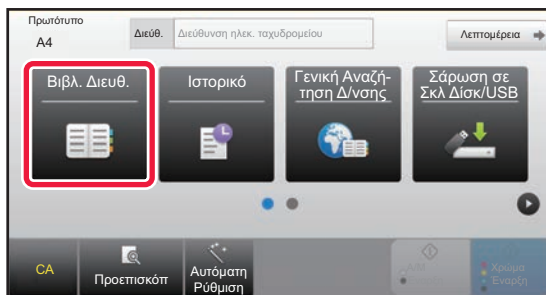 Πρωτότυπο
A4
Διεύθ.
Διεύθυνση ηλεκ. ταχυδρομείου
Λεπτομέρεια
Βιβλ. Διευθ.
Ιστορικό
Γενική Αναζή-
τηση Δ/νσης
Σάρωση σε
Σκλ Δίσκ/USB
CA
Προεπισκόπ
Αυτόματη
Ρύθμιση
Χρώμα
Έναρξη